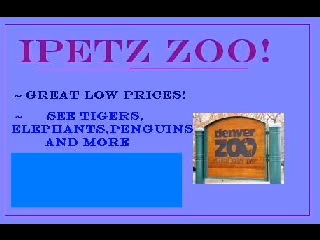 IPETZ ZOO!
~GREAT LOW PRICES!
~ SEE TIGERS,
ELEPHANTS,PENGUINS
AND MORE
denver
ZOO